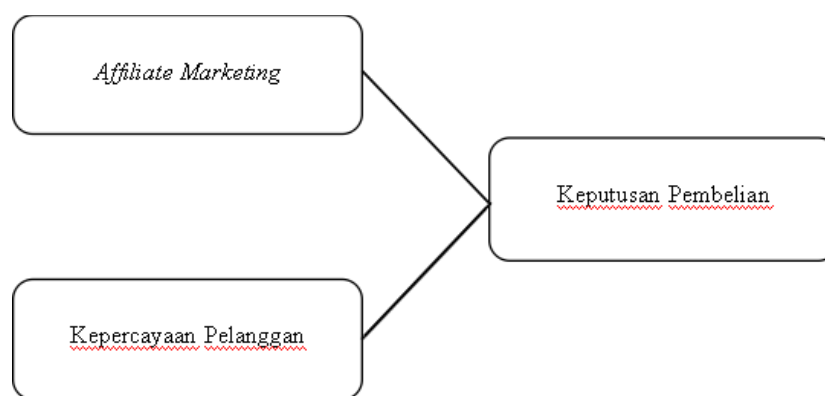 Affiliate Marketing
Keputusan Pembelian
Kepercayaan Pelanggan